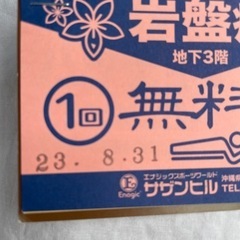 岩盤
地下3階
1回
無料
23. 8.31
E
Enagic
エナジックスポーツワールド
サザンヒル
沖縄県
TEL